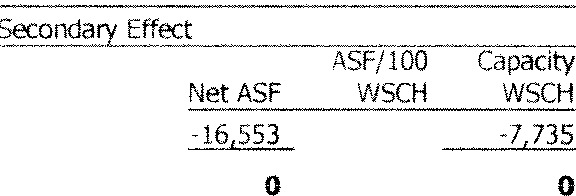 Secondary Effect
ASF/100 Capacity
Net ASF WSCH WSCH
-16,553 -7,735
0 0